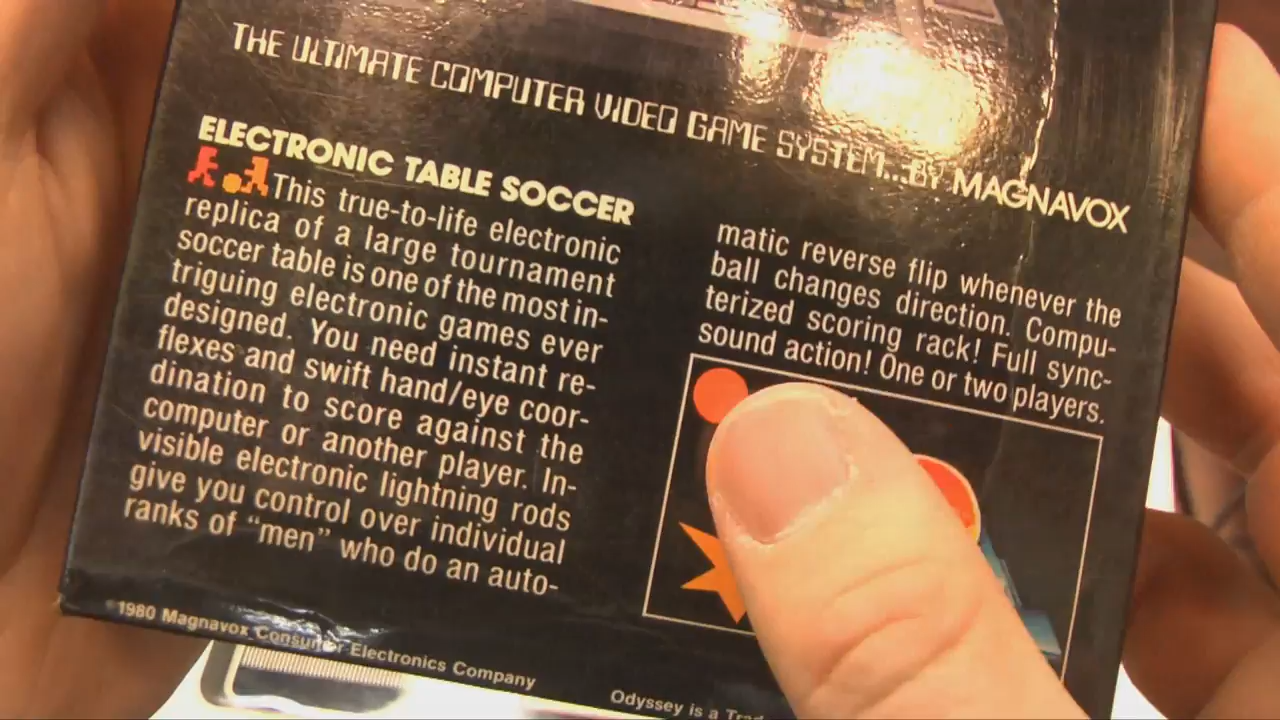 THE ULTIMATE COMPUTER VIDEO GAME SYSTEM...BY MAGNAVOX
ELECTRONIC TABLE SOCCER
This true-to-life electronic
replica of a large tournament
soccer table is one of the most in-
triguing electronic games ever
designed. You need instant re-
flexes and swift hand/eye coor-
dination to score against the
computer or another player. In-
visible electronic lightning rods
give you control over individual
ranks of “men” who do an auto-
matic reverse flip whenever the
ball changes direction. Compu-
terized scoring rack! Full sync-
sound action! One or two players.
1980 Magnavox Consumer Electronics Company
Odyssey is a